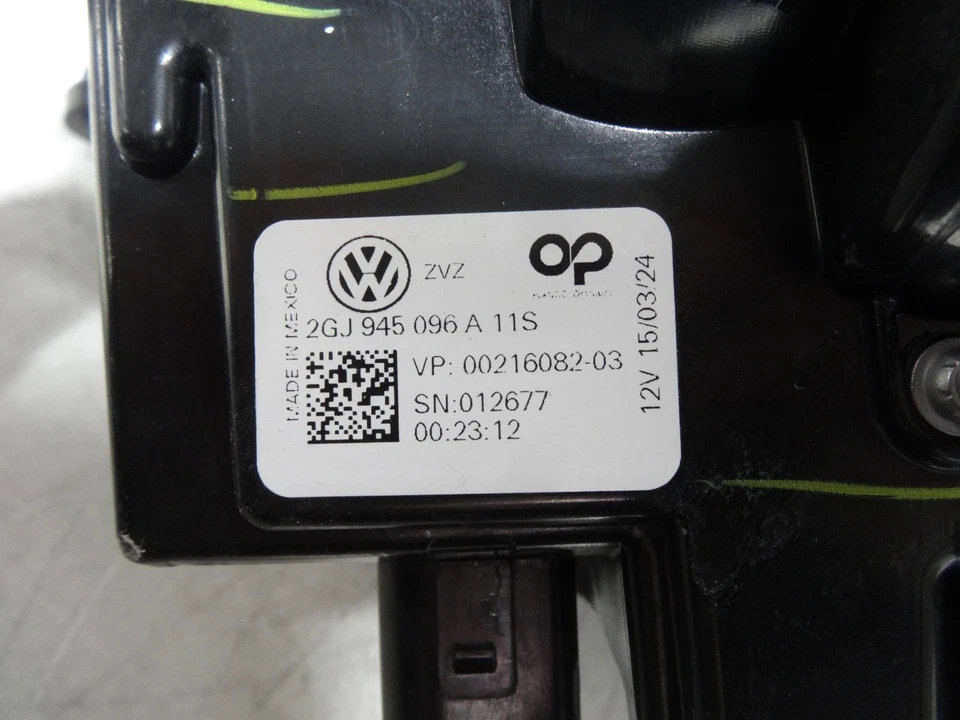 MADE IN MEXICO
ZVZ
op
2GJ 945 096 A 11S
VP: 00216082-03
SN:012677
00:23:12
12V 15/03/24